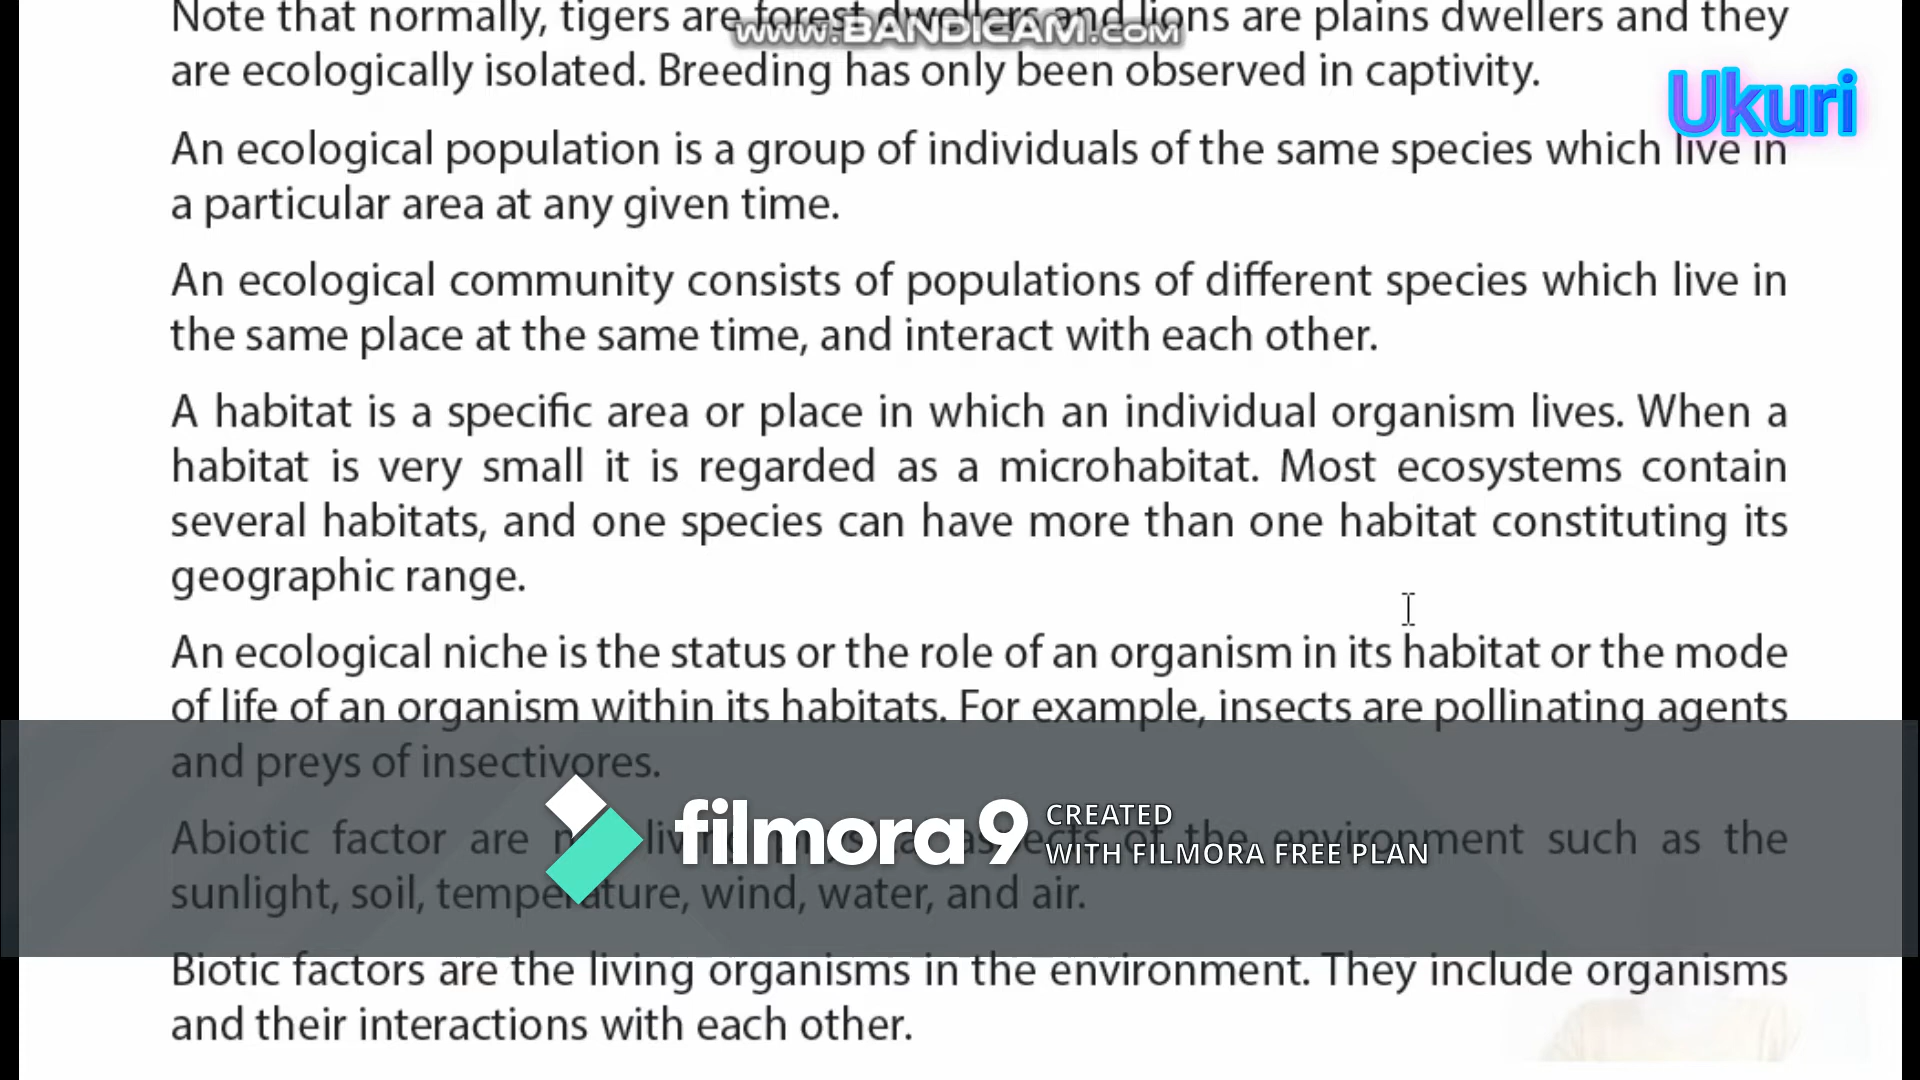 Note that normally, tigers are forest dwellers and lions are plains dwellers and they
www.BANDICAM.com
are ecologically isolated. Breeding has only been observed in captivity.
Ukuri
An ecological population is a group of individuals of the same species which live in
a particular area at any given time.
An ecological community consists of populations of different species which live in
the same place at the same time, and interact with each other.
A habitat is a specific area or place in which an individual organism lives. When a
habitat is very small it is regarded as a microhabitat. Most ecosystems contain
several habitats, and one species can have more than one habitat constituting its
geographic range.
An ecological niche is the status or the role of an organism in its habitat or the mode
of life of an organism within its habitats. For example, insects are pollinating agents
and preys of insectivores.
filmora9 CREATED
WITH FILMORA FREE PLAN
Abiotic factor are living aspects of the environment such as the
sunlight, soil, temperature, wind, water, and air.
Biotic factors are the living organisms in the environment. They include organisms
and their interactions with each other.